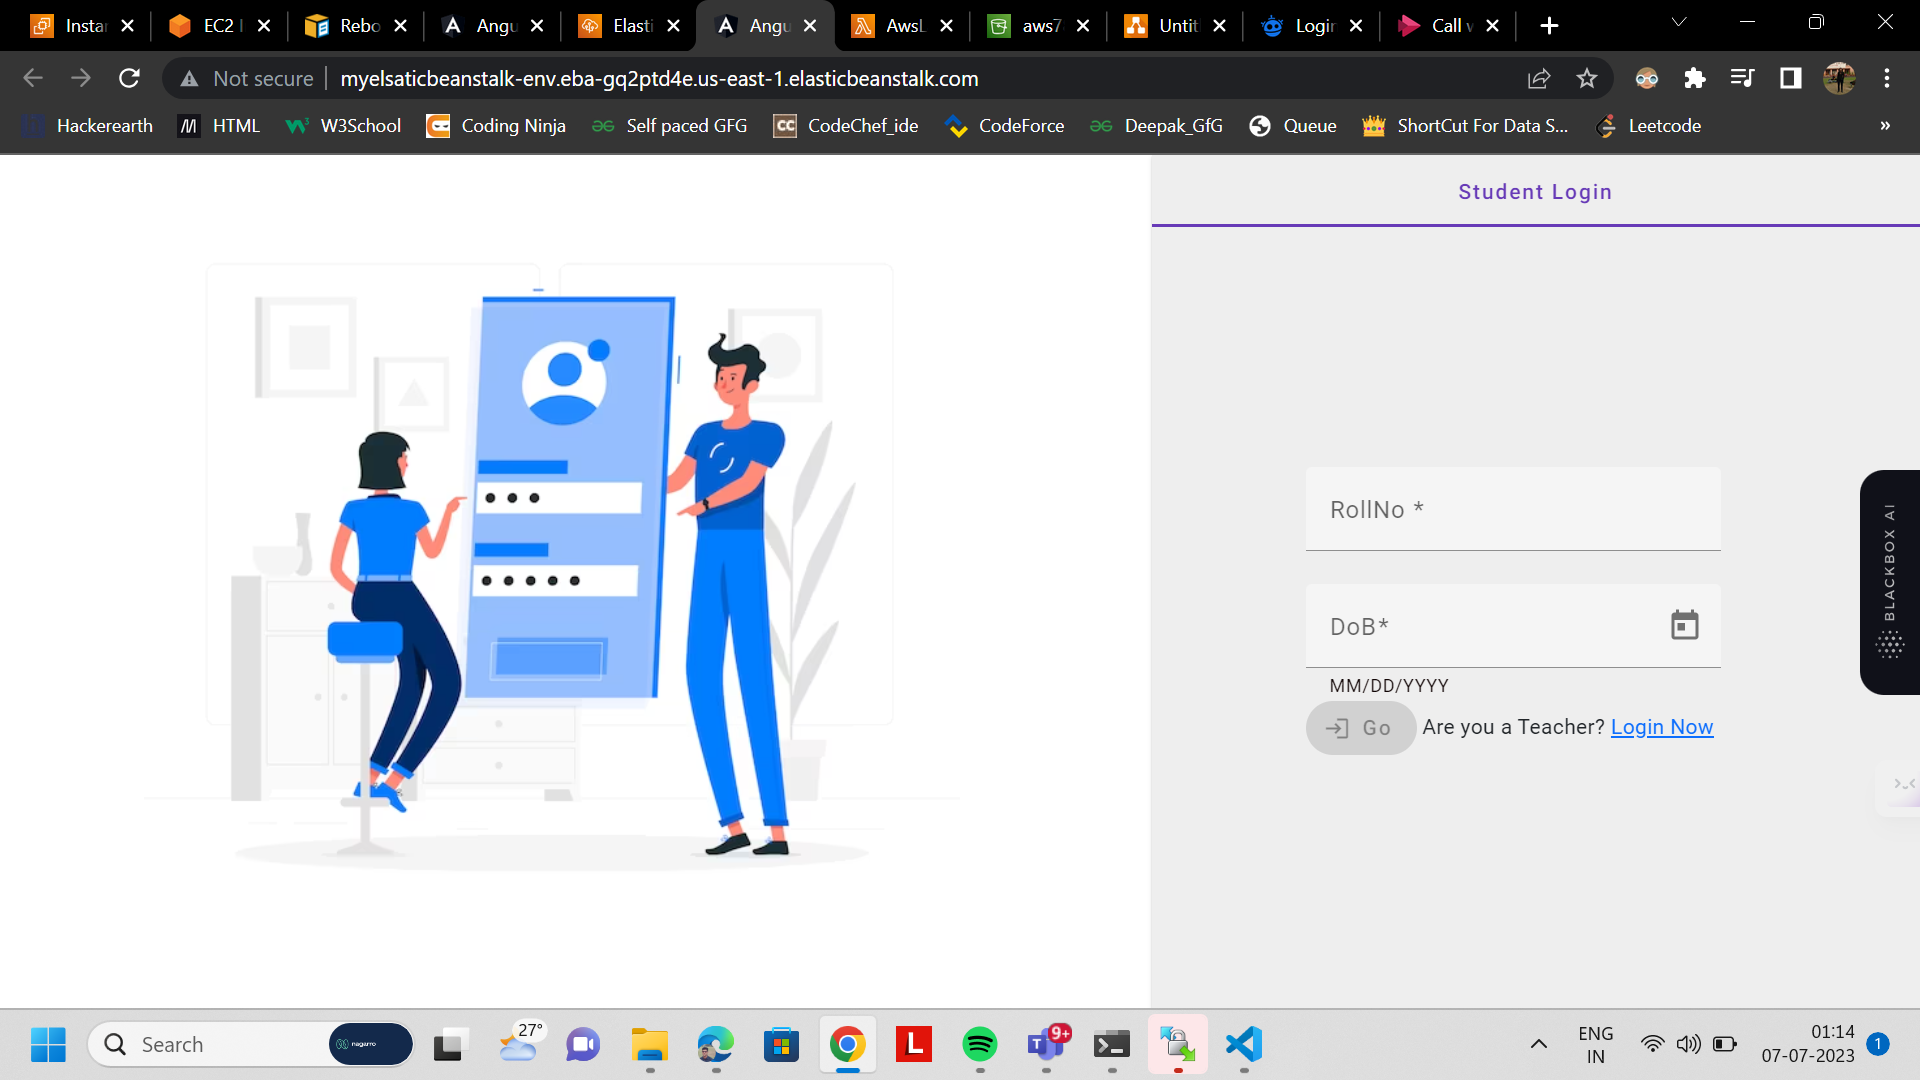 Instar
EC2 I
Rebo
Angu
Elasti
Angu
AwsL
aws7
Untit
Login
Call v
Not secure
myelsaticbeanstalk-env.eba-gq2ptd4e.us-east-1.elasticbeanstalk.com
Hackerearth
HTML
W3School
Coding Ninja
Self paced GFG
CodeChef_ide
CodeForce
Deepak_GfG
Queue
ShortCut For Data S...
Leetcode
»
Student Login
RollNo *
DoB*
MM/DD/YYYY
Go
Are you a Teacher? Login Now
BLACKBOX AI
Search
nagarro
27°
9+
ENG
IN
01:14
07-07-2023
1